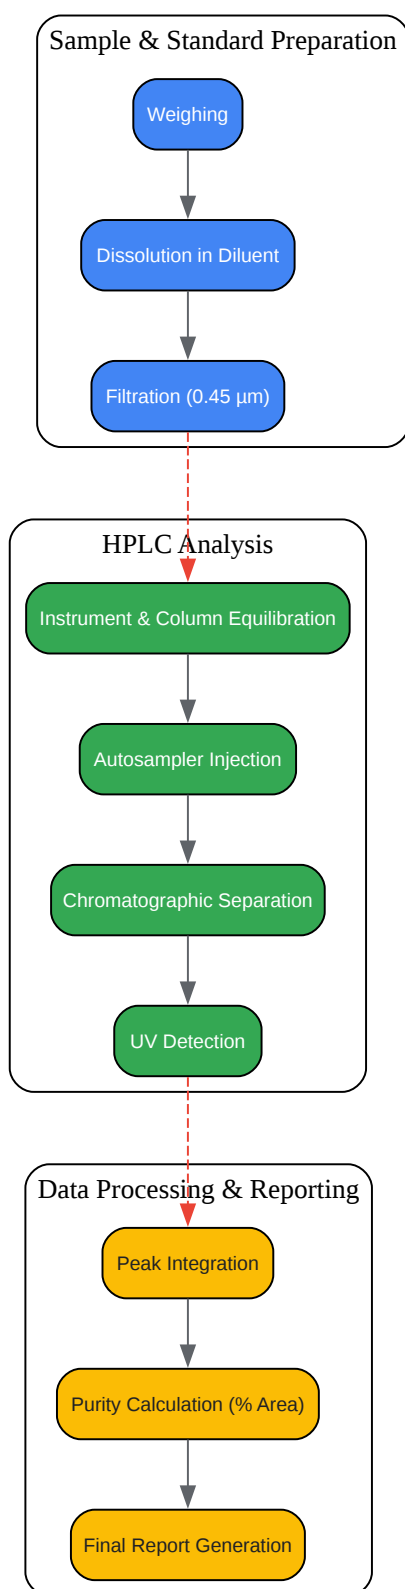 Sample & Standard Preparation
Weighing
Dissolution in Diluent
Filtration (0.45 µm)
HPLC Analysis
Instrument & Column Equilibration
Autosampler Injection
Chromatographic Separation
UV Detection
Data Processing & Reporting
Peak Integration
Purity Calculation (% Area)
Final Report Generation